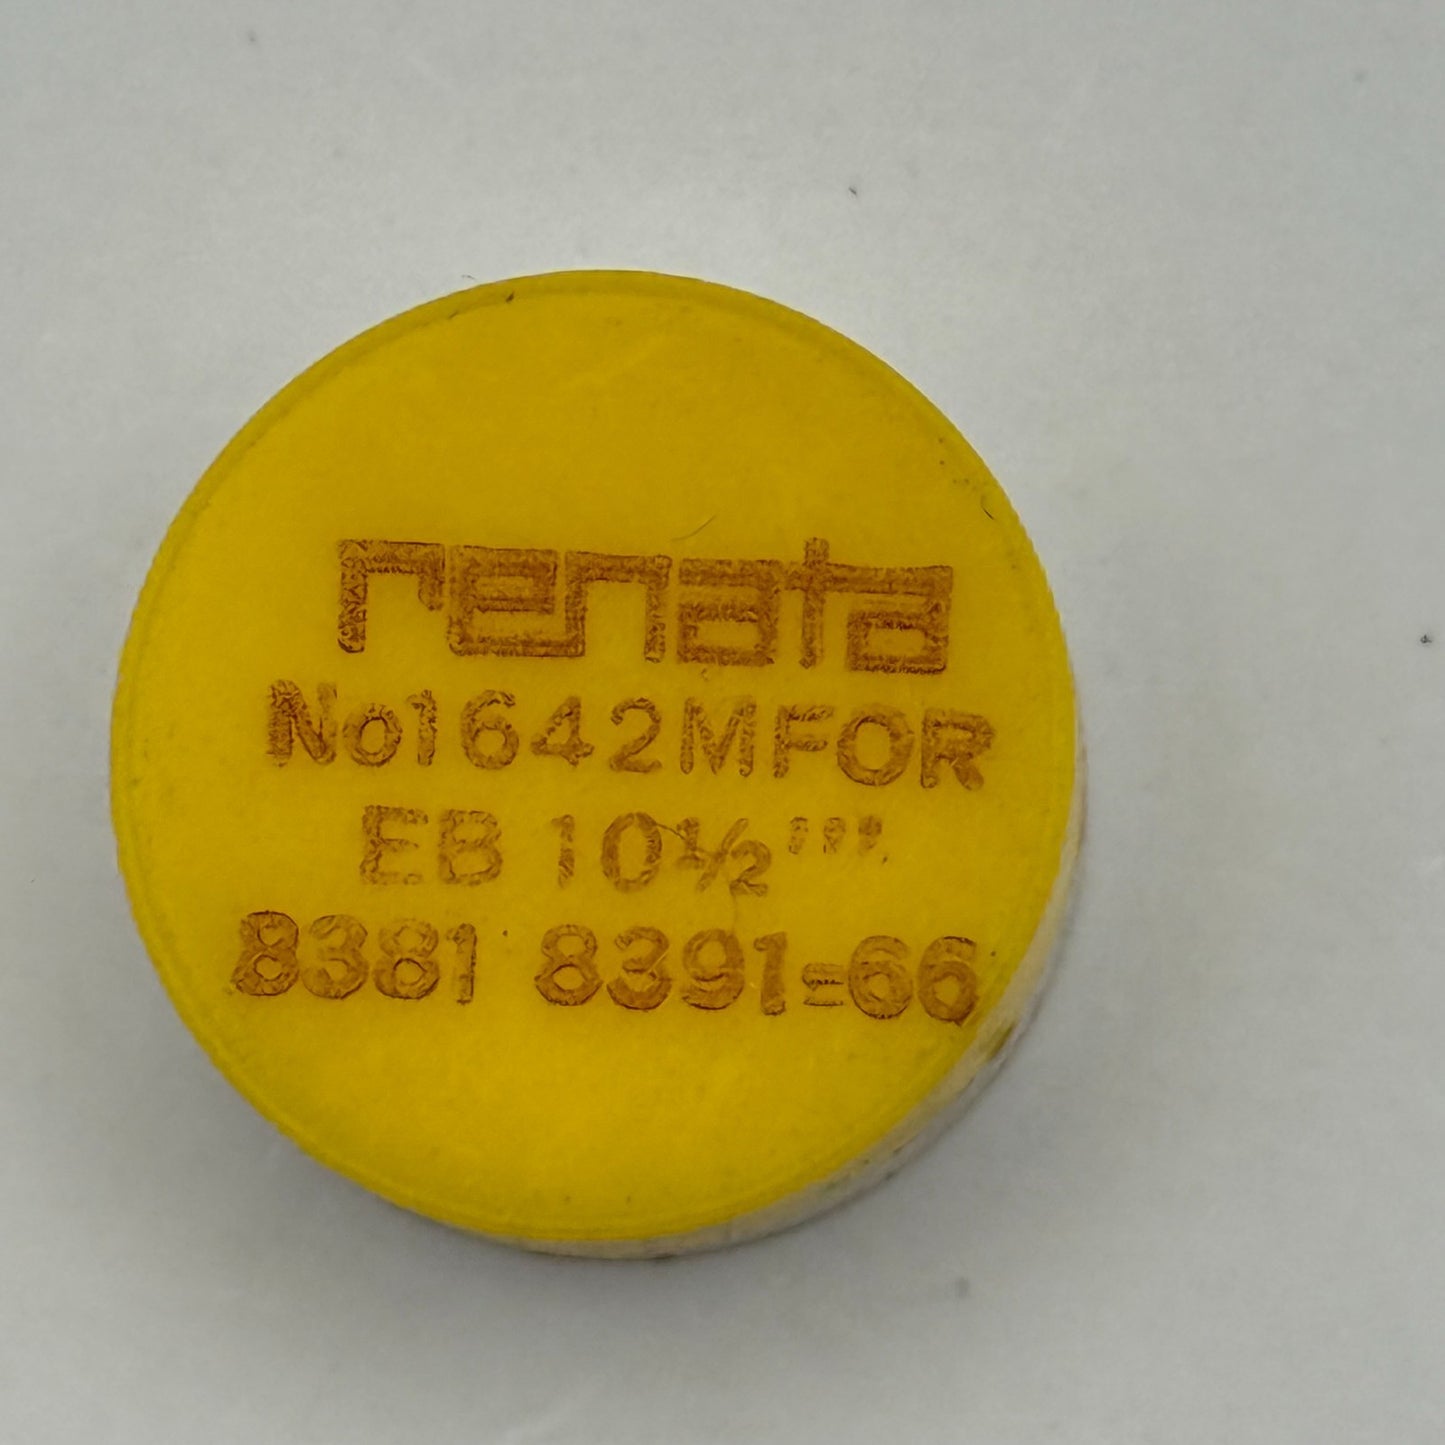 renata
No1642MFOR
EB 10½'''
8381 8391=66